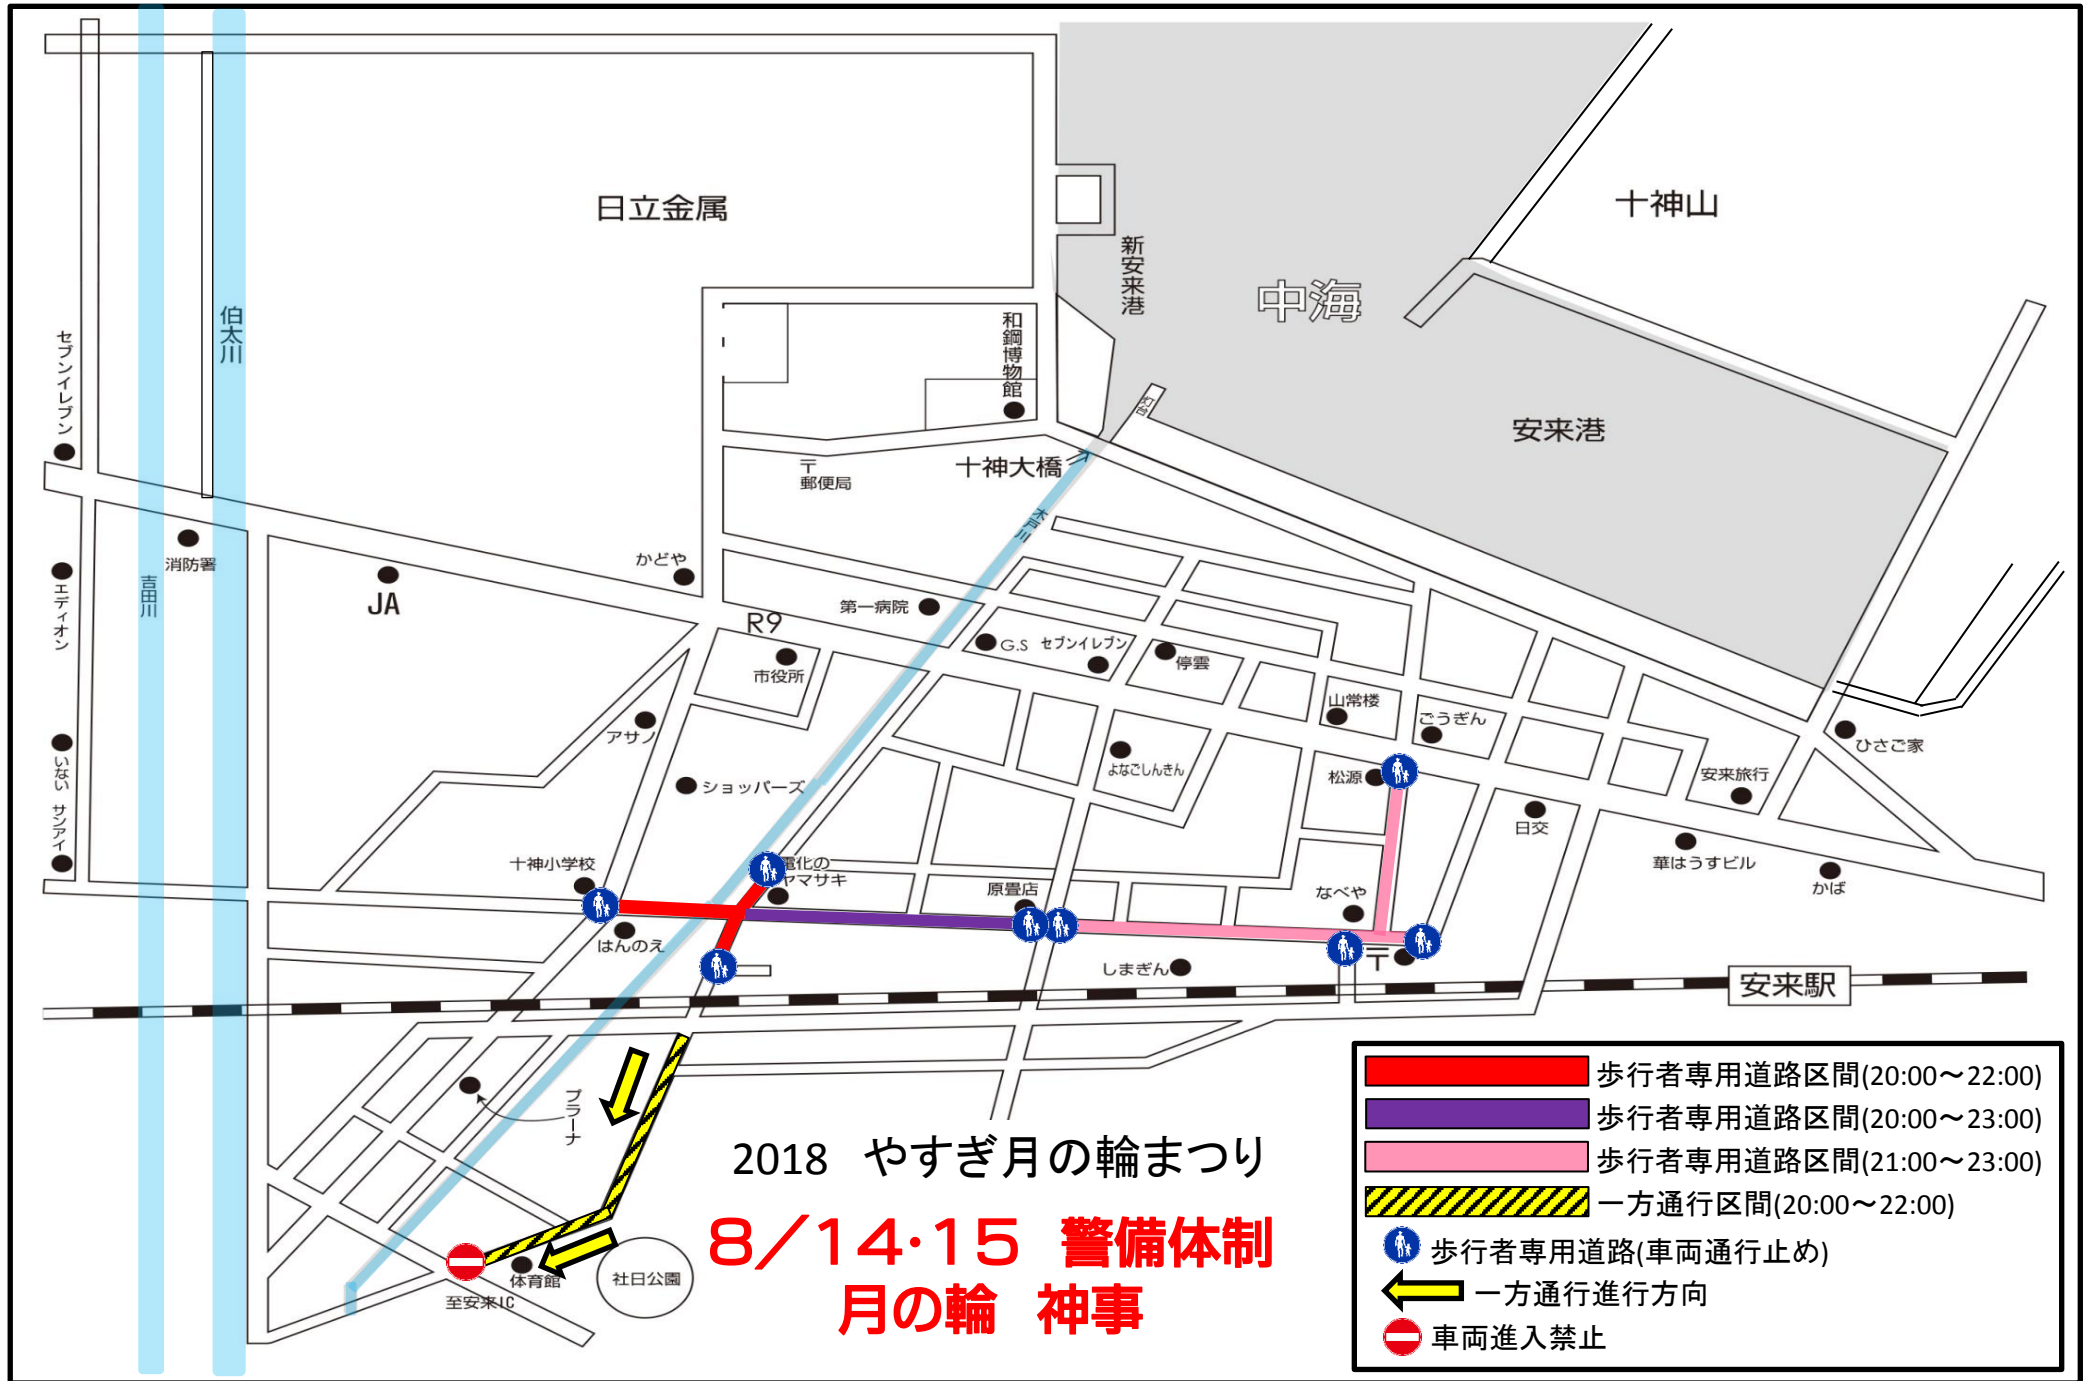 日立金属
十神山
新安来港
中海
伯太川
セブンイレブン
和鋼博物館
灯台
安来港
十神大橋
〒
郵便局
木戸川
消防署
吉田川
エディオン
JA
かどや
第一病院
R9
市役所
G.S
セブンイレブン
停雲
山常楼
ごうぎん
アサノ
ショッパーズ
よなごしんきん
松源
ひさご家
安来旅行
いない
サンアイ
日交
華はうすビル
かば
十神小学校
電化の
ヤマサキ
原畳店
なべや
はんのえ
しまぎん
〒
安来駅
プラーナ
体育館
社日公園
至安来IC
2018 やすぎ月の輪まつり
8／14・15 警備体制
月の輪 神事
歩行者専用道路区間(20:00～22:00)
歩行者専用道路区間(20:00～23:00)
歩行者専用道路区間(21:00～23:00)
一方通行区間(20:00～22:00)
歩行者専用道路(車両通行止め)
一方通行進行方向
車両進入禁止